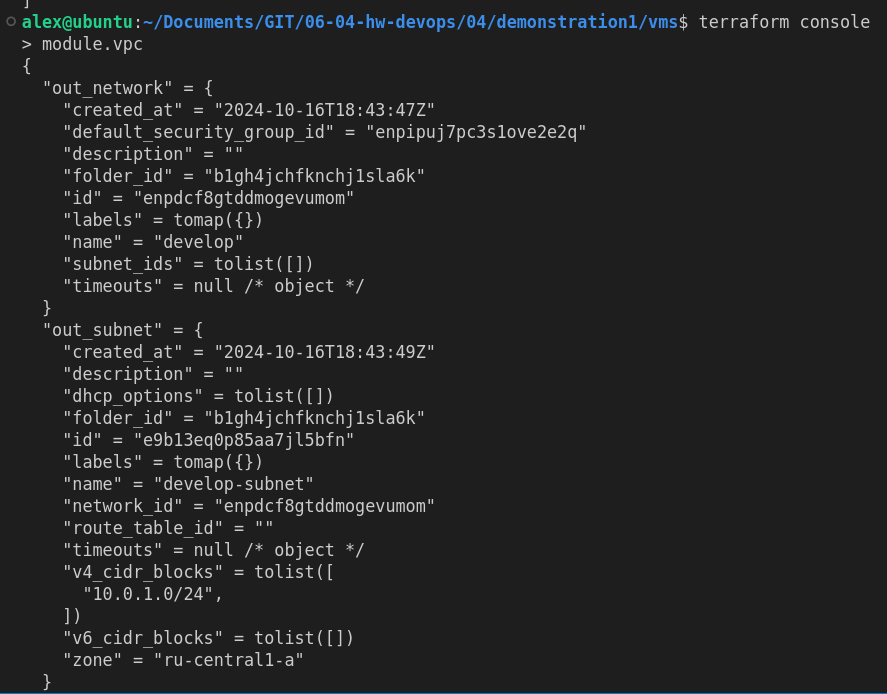 ]
alex@ubuntu:~/Documents/GIT/06-04-hw-devops/04/demonstration1/vms$ terraform console
> module.vpc
{
  "out_network" = {
    "created_at" = "2024-10-16T18:43:47Z"
    "default_security_group_id" = "enpipuj7pc3s1ove2e2q"
    "description" = ""
    "folder_id" = "b1gh4jchfknchj1sla6k"
    "id" = "enpdcf8gtddmogevumom"
    "labels" = tomap({})
    "name" = "develop"
    "subnet_ids" = tolist([])
    "timeouts" = null /* object */
  }
  "out_subnet" = {
    "created_at" = "2024-10-16T18:43:49Z"
    "description" = ""
    "dhcp_options" = tolist([])
    "folder_id" = "b1gh4jchfknchj1sla6k"
    "id" = "e9b13eq0p85aa7jl5bfn"
    "labels" = tomap({})
    "name" = "develop-subnet"
    "network_id" = "enpdcf8gtddmogevumom"
    "route_table_id" = ""
    "timeouts" = null /* object */
    "v4_cidr_blocks" = tolist([
      "10.0.1.0/24",
    ])
    "v6_cidr_blocks" = tolist([])
    "zone" = "ru-central1-a"
  }